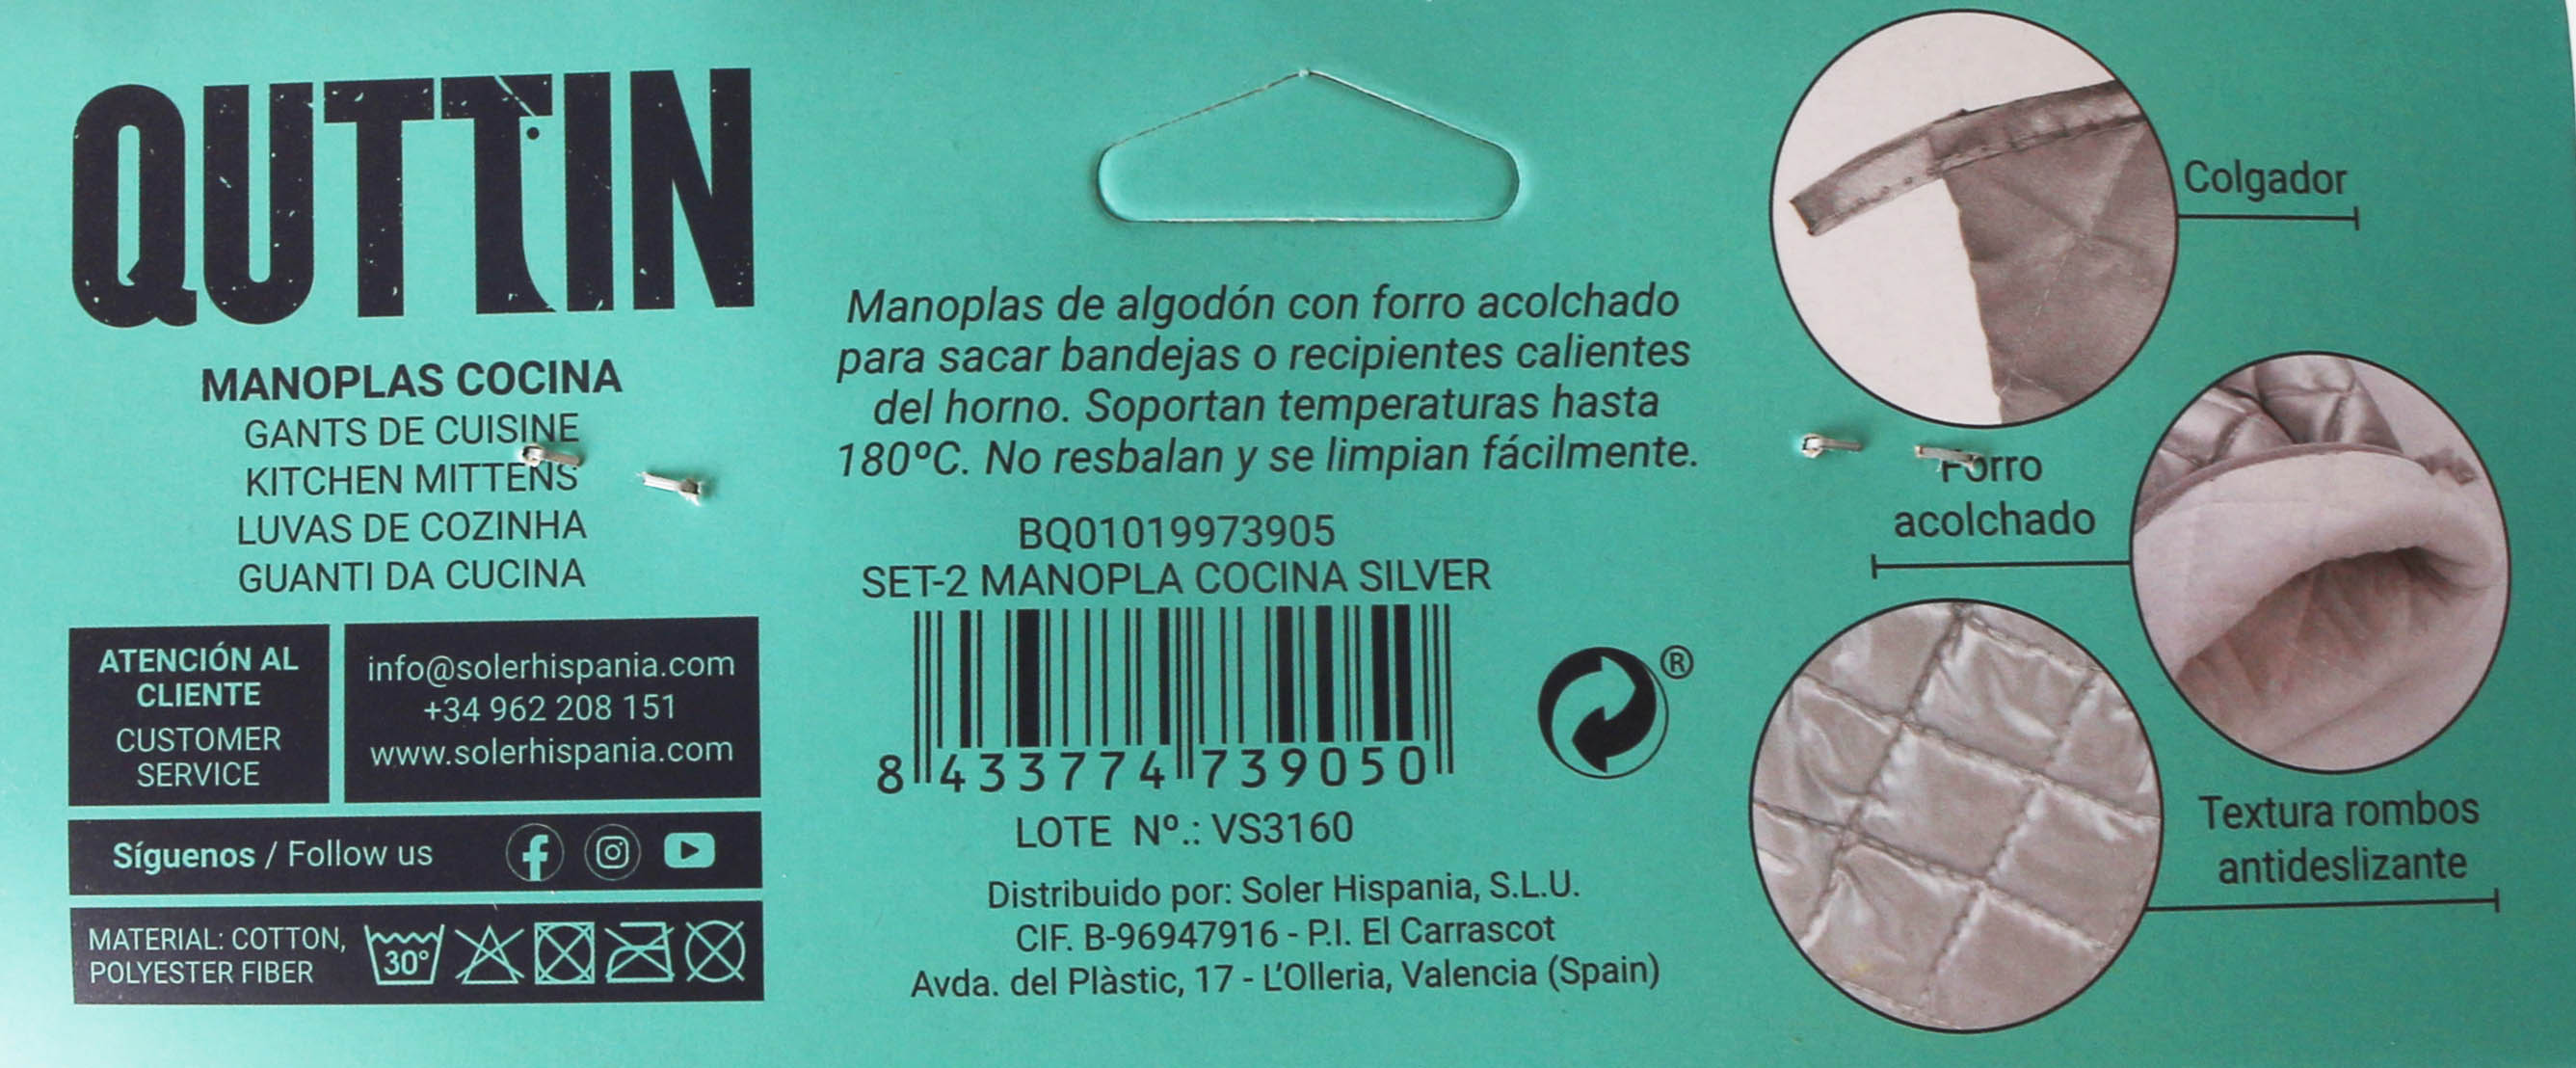 QUTTIN
MANOPLAS COCINA
GANTS DE CUISINE
KITCHEN MITTENS
LUVAS DE COZINHA
GUANTI DA CUCINA
ATENCIÓN AL
CLIENTE
CUSTOMER
SERVICE
info@solerhispania.com
+34 962 208 151
www.solerhispania.com
Síguenos / Follow us
MATERIAL: COTTON,
POLYESTER FIBER
30°
Manoplas de algodón con forro acolchado
para sacar bandejas o recipientes calientes
del horno. Soportan temperaturas hasta
180ºC. No resbalan y se limpian fácilmente.
BQ01019973905
SET-2 MANOPLA COCINA SILVER
8 433774 739050
®
LOTE Nº.: VS3160
Distribuido por: Soler Hispania, S.L.U.
CIF. B-96947916 - P.I. El Carrascot
Avda. del Plàstic, 17 - L'Olleria, Valencia (Spain)
Colgador
Forro
acolchado
Textura rombos
antideslizante